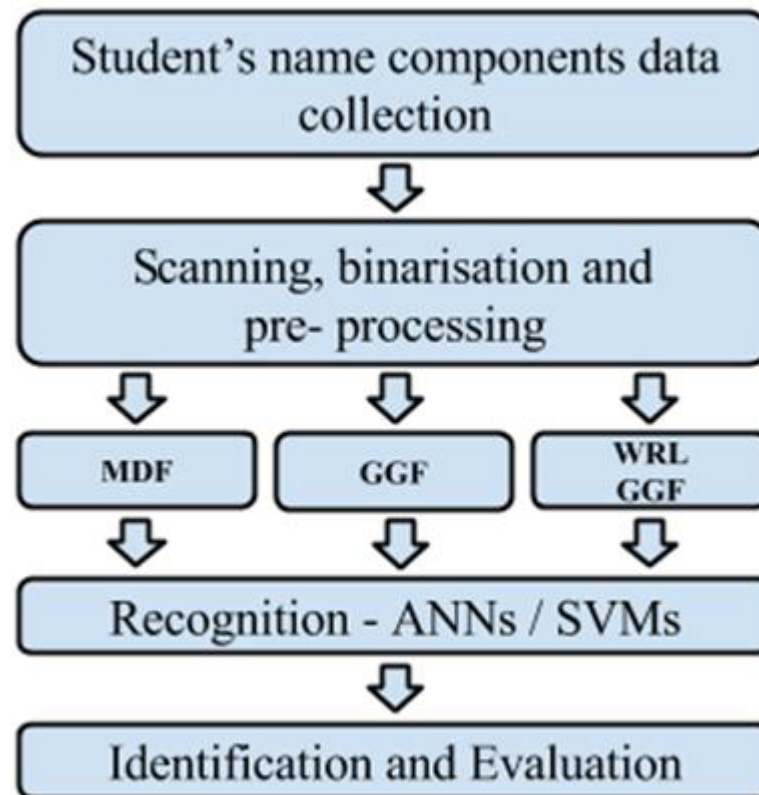 Student's name components data
collection
Scanning, binarisation and
pre- processing
MDF
GGF
WRL
GGF
Recognition - ANNs / SVMs
Identification and Evaluation